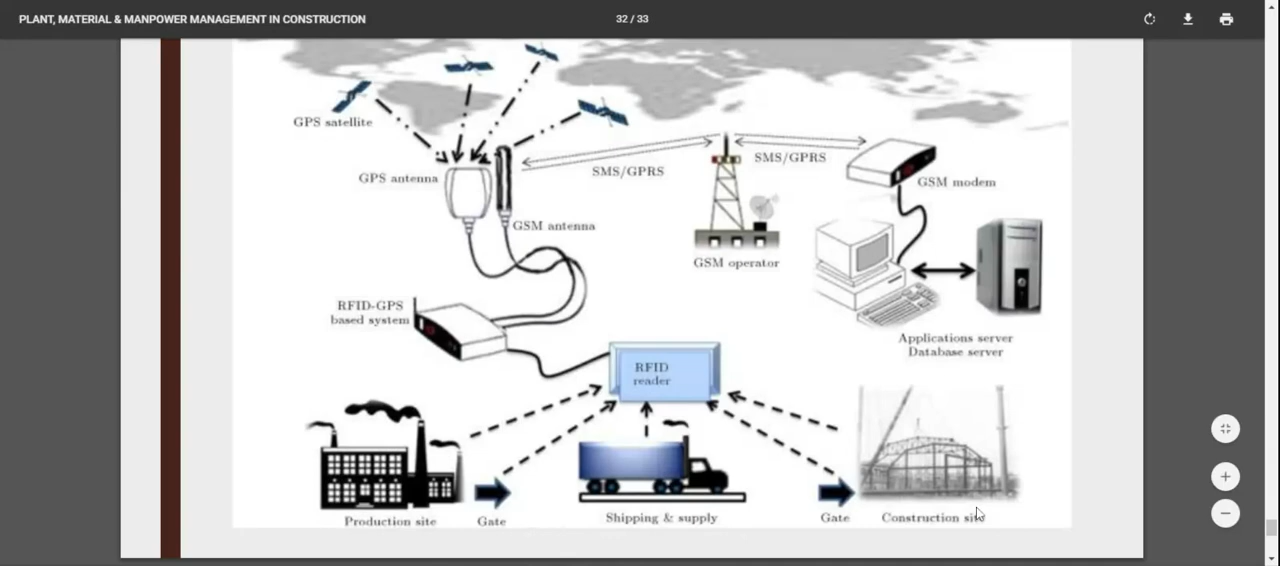 PLANT, MATERIAL & MANPOWER MANAGEMENT IN CONSTRUCTION
32 / 33
GPS satellite
GPS antenna
SMS/GPRS
SMS/GPRS
GSM modem
GSM antenna
GSM operator
RFID-GPS
based system
Applications server
Database server
RFID
reader
Production site
Gate
Shipping & supply
Gate
Construction site